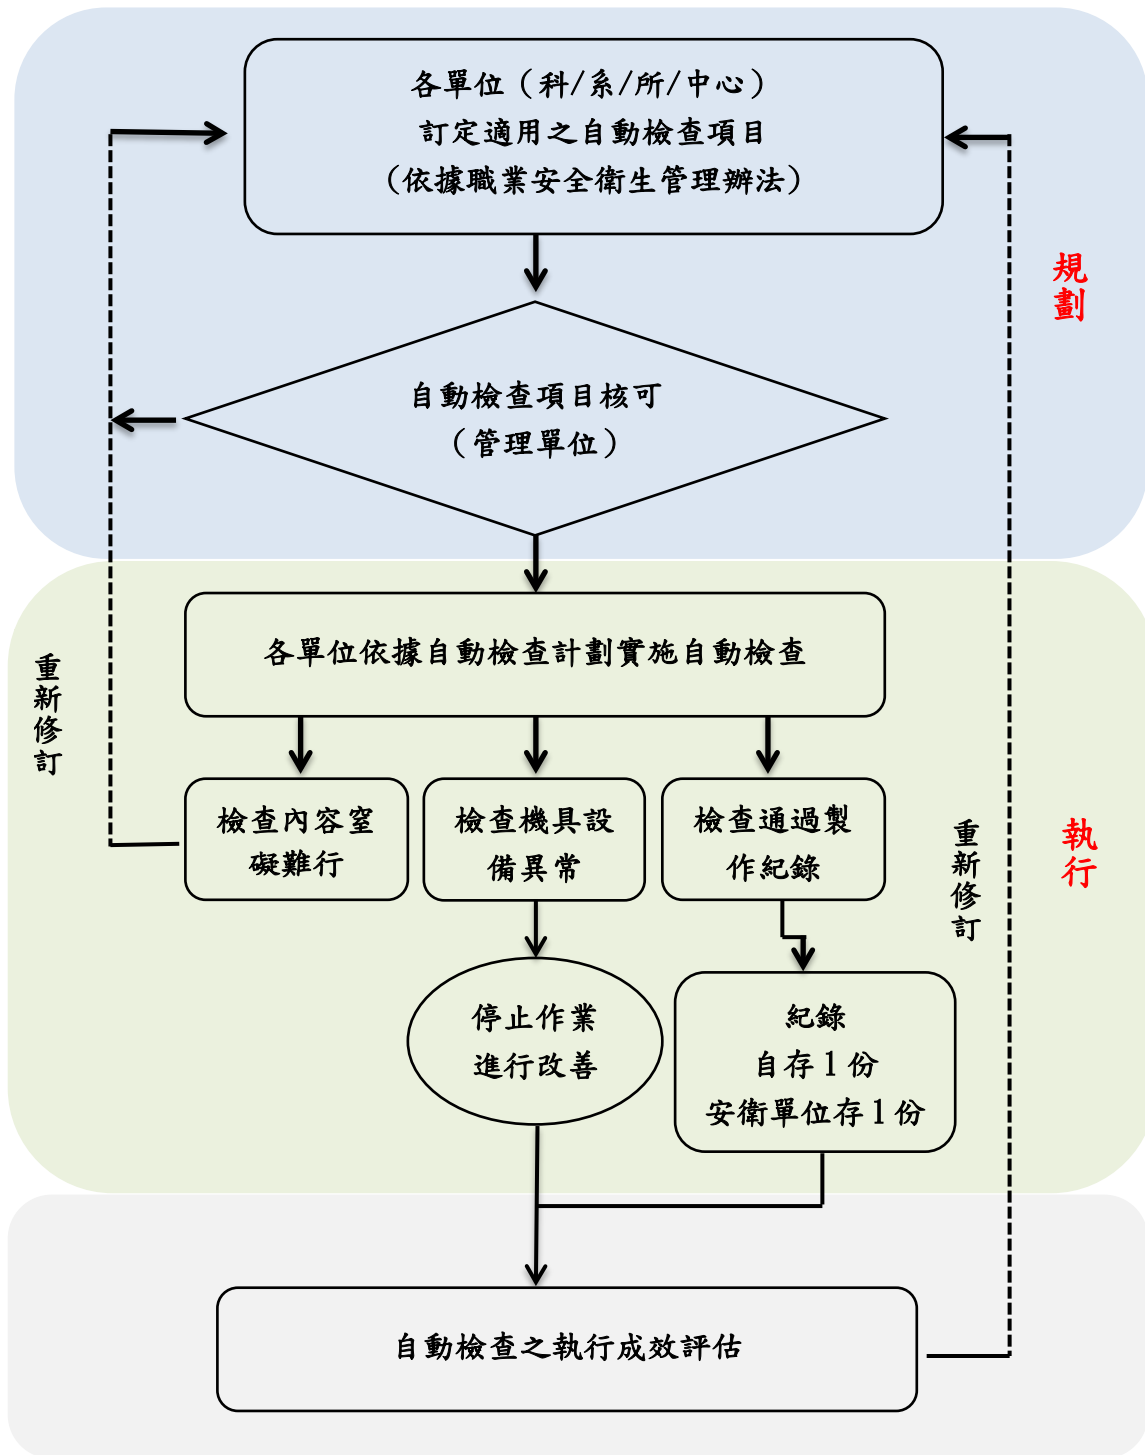 各單位（科/系/所/中心）
訂定適用之自動檢查項目
（依據職業安全衛生管理辦法）
規劃
自動檢查項目核可
（管理單位）
各單位依據自動檢查計劃實施自動檢查
重新修訂
檢查內容窒
礙難行
檢查機具設
備異常
檢查通過製
作紀錄
重新修訂
執行
停止作業
進行改善
紀錄
自存1份
安衛單位存1份
自動檢查之執行成效評估